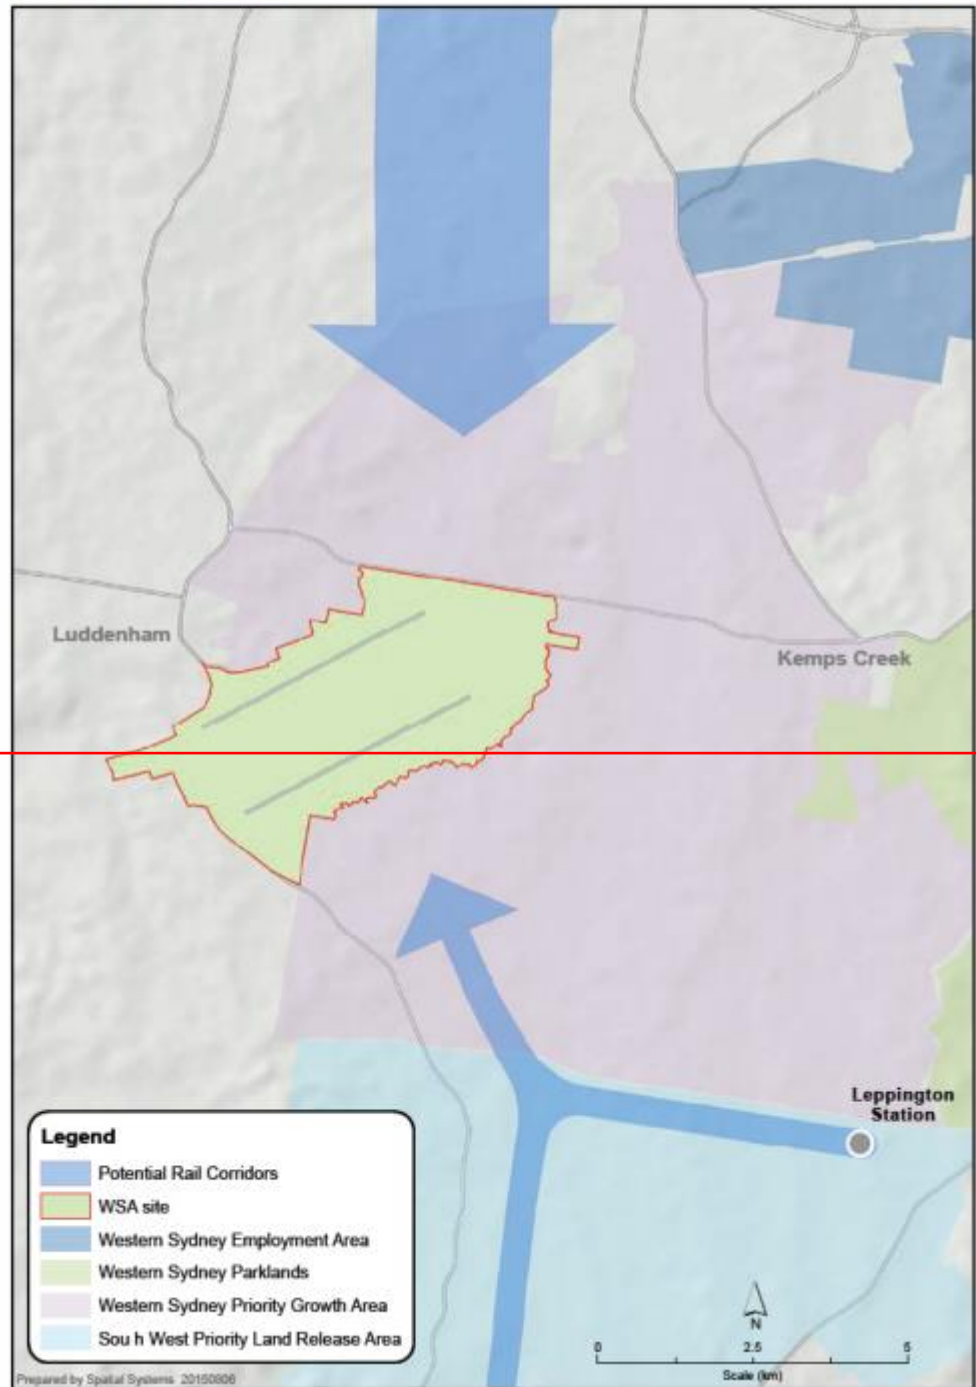 Luddenham
Kemps Creek
Leppington
Station
Legend
Potential Rail Corridors
WSA site
Western Sydney Employment Area
Western Sydney Parklands
Western Sydney Priority Growth Area
Sou h West Priority Land Release Area
N
0 2.5 5
Scale (km)
Prepared by Spatial Systems 20150806